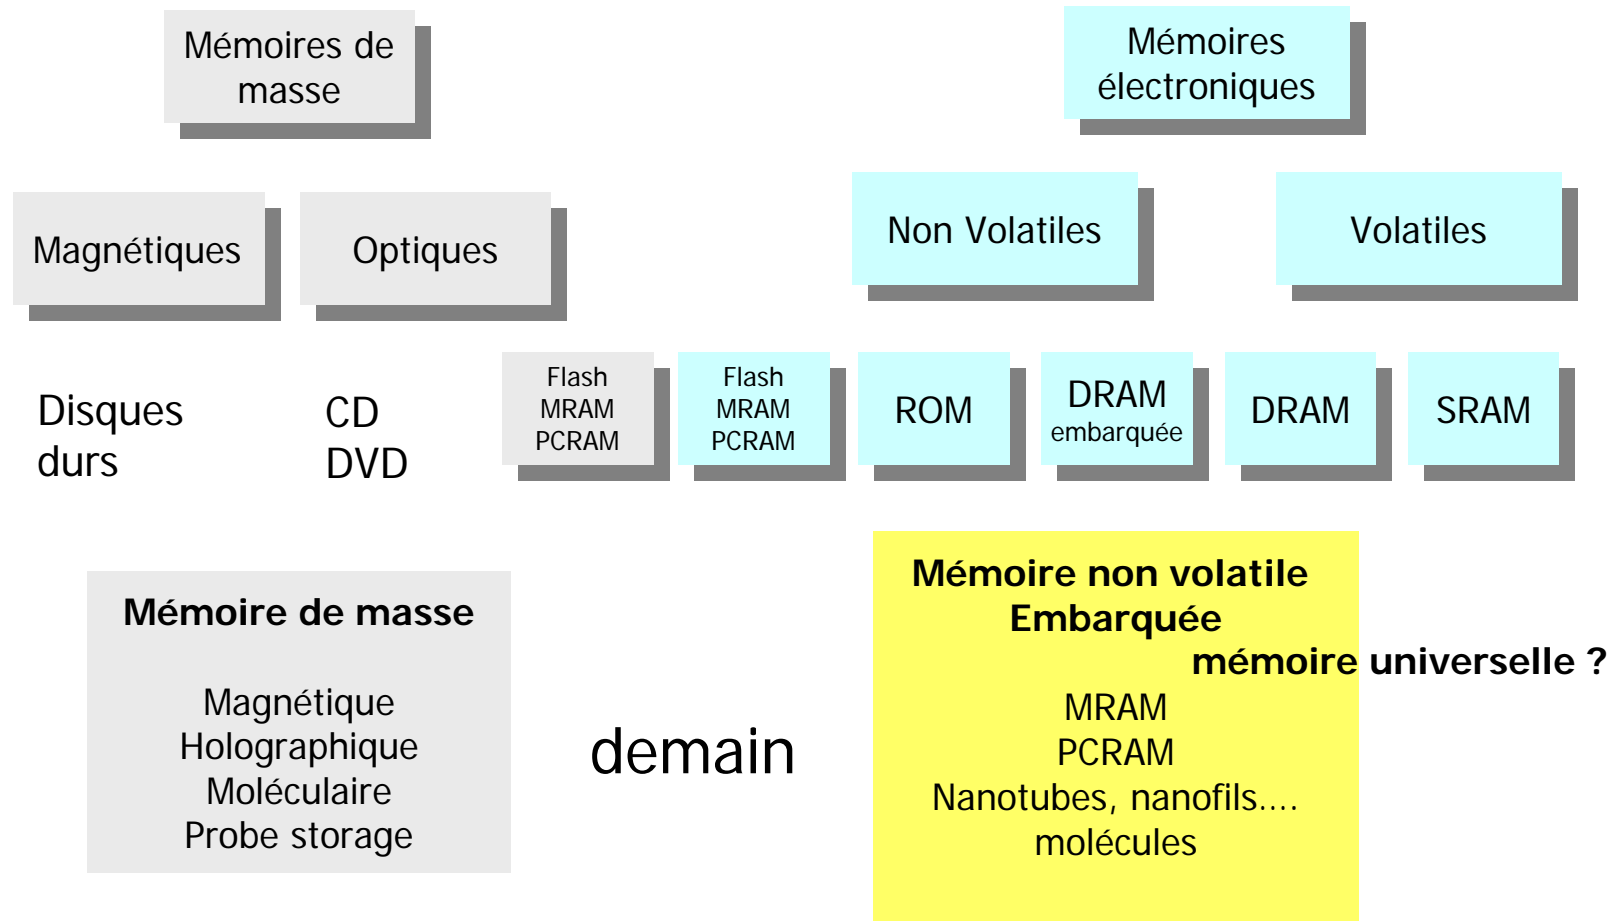 Mémoires de
masse
Mémoires
électroniques
Magnétiques
Optiques
Non Volatiles
Volatiles
Disques
durs
CD
DVD
Flash
MRAM
PCRAM
Flash
MRAM
PCRAM
ROM
DRAM
embarquée
DRAM
SRAM
Mémoire de masse
Magnétique
Holographique
Moléculaire
Probe storage
demain
Mémoire non volatile
Embarquée
mémoire universelle ?
MRAM
PCRAM
Nanotubes, nanofils....
molécules